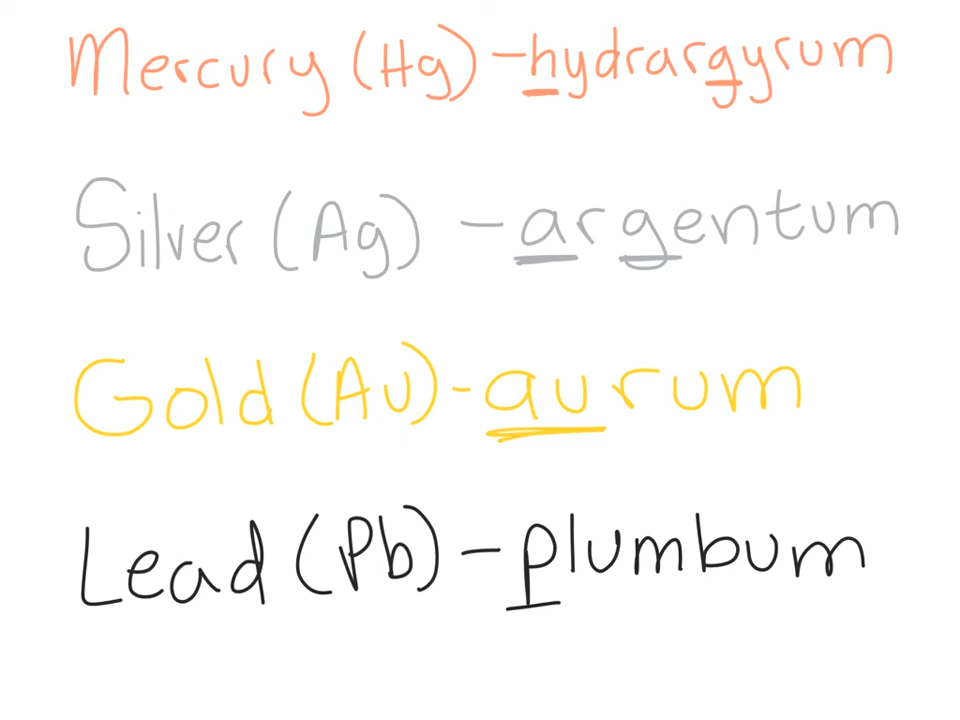 Mercury (Hg) - hydrargyrum
Silver (Ag) - argentum
Gold (Au) - aurum
Lead (Pb) - plumbum